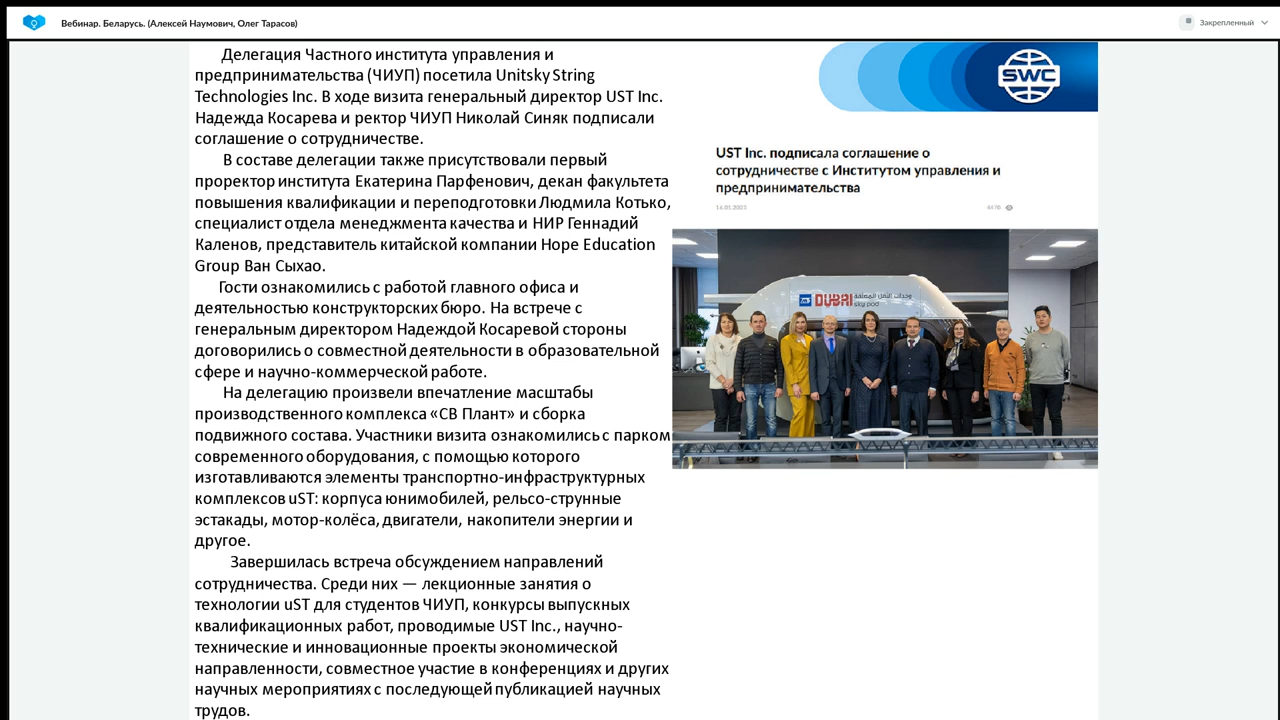 Вебинар. Беларусь. (Алексей Наумович, Олег Тарасов)
Закрепленный
Делегация Частного института управления и
предпринимательства (ЧИУП) посетила Unitsky String
Technologies Inc. В ходе визита генеральный директор UST Inc.
Надежда Косарева и ректор ЧИУП Николай Синяк подписали
соглашение о сотрудничестве.
В составе делегации также присутствовали первый
проректор института Екатерина Парфенович, декан факультета
повышения квалификации и переподготовки Людмила Котько,
специалист отдела менеджмента качества и НИР Геннадий
Каленов, представитель китайской компании Hope Education
Group Ван Сыхао.
Гости ознакомились с работой главного офиса и
деятельностью конструкторских бюро. На встрече с
генеральным директором Надеждой Косаревой стороны
договорились о совместной деятельности в образовательной
сфере и научно-коммерческой работе.
На делегацию произвели впечатление масштабы
производственного комплекса «СВ Плант» и сборка
подвижного состава. Участники визита ознакомились с парком
современного оборудования, с помощью которого
изготавливаются элементы транспортно-инфраструктурных
комплексов uST: корпуса юнимобилей, рельсо-струнные
эстакады, мотор-колёса, двигатели, накопители энергии и
другое.
Завершилась встреча обсуждением направлений
сотрудничества. Среди них — лекционные занятия о
технологии uST для студентов ЧИУП, конкурсы выпускных
квалификационных работ, проводимые UST Inc., научно-
технические и инновационные проекты экономической
направленности, совместное участие в конференциях и других
научных мероприятиях с последующей публикацией научных
трудов.
SWC
UST Inc. подписала соглашение о
сотрудничестве с Институтом управления и
предпринимательства
DUBAI
sky pod